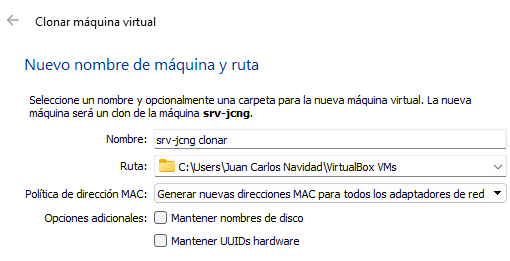 Clonar máquina virtual
Nuevo nombre de máquina y ruta
Seleccione un nombre y opcionalmente una carpeta para la nueva máquina virtual. La nueva
máquina será un clon de la máquina srv-jcng.
Nombre: srv-jcng clonar
Ruta: C:\Users\Juan Carlos Navidad\VirtualBox VMs
Política de dirección MAC: Generar nuevas direcciones MAC para todos los adaptadores de red
Opciones adicionales: Mantener nombres de disco
Mantener UUIDs hardware